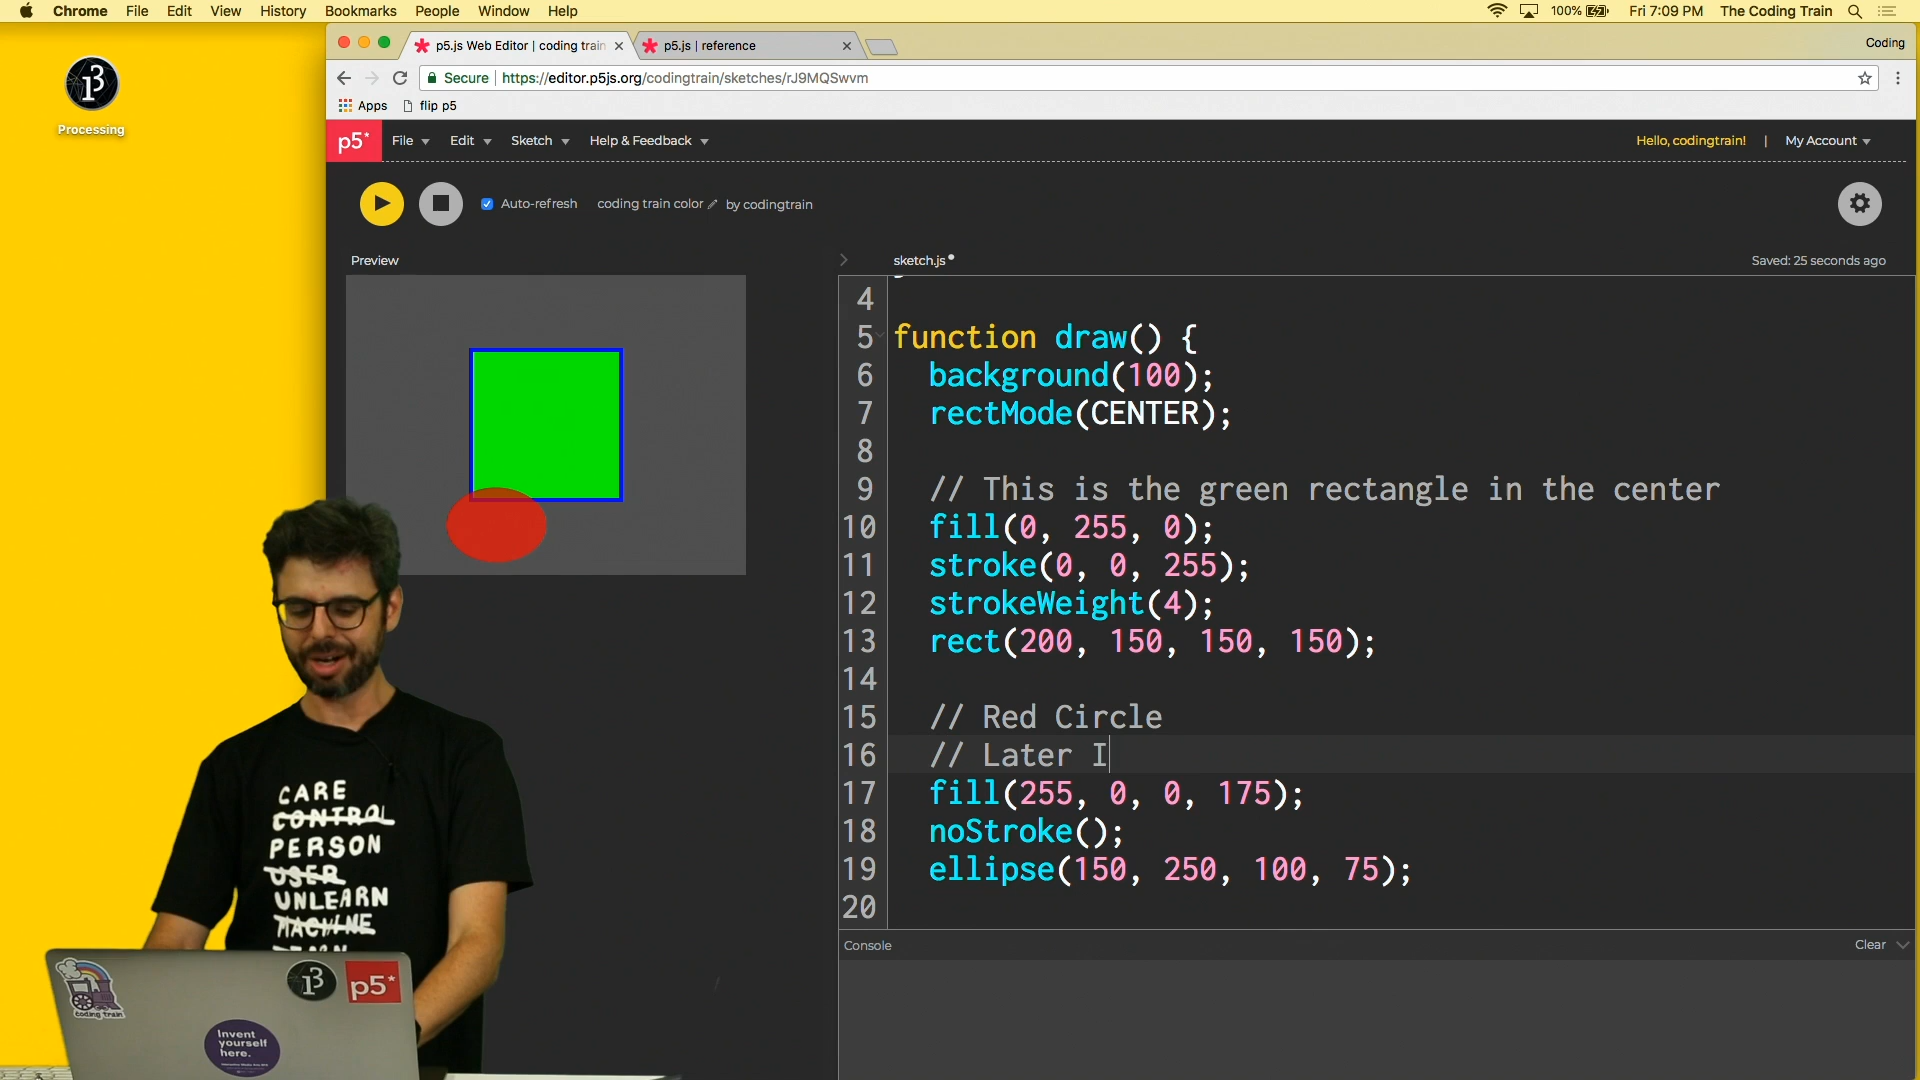 Chrome File Edit View History Bookmarks People Window Help 100% Fri 7:09 PM The Coding Train
p5.js Web Editor | coding train p5.js | reference Coding
Secure https://editor.p5js.org/codingtrain/sketches/rJ9MQSwvm
Apps flip p5
Processing
p5* File Edit Sketch Help & Feedback Hello, codingtrain! | My Account
Auto-refresh coding train color by codingtrain
Preview
sketch.js Saved: 25 seconds ago
4
5 function draw() {
6 background(100);
7 rectMode(CENTER);
8
9 // This is the green rectangle in the center
10 fill(0, 255, 0);
11 stroke(0, 0, 255);
12 strokeWeight(4);
13 rect(200, 150, 150, 150);
14
15 // Red Circle
16 // Later I
17 fill(255, 0, 0, 175);
18 noStroke();
19 ellipse(150, 250, 100, 75);
20
Console Clear
CARE
CONTROL
PERSON
USER
UNLEARN
MACHINE
LEARN
coding train
p5*
Invent
yourself
here.